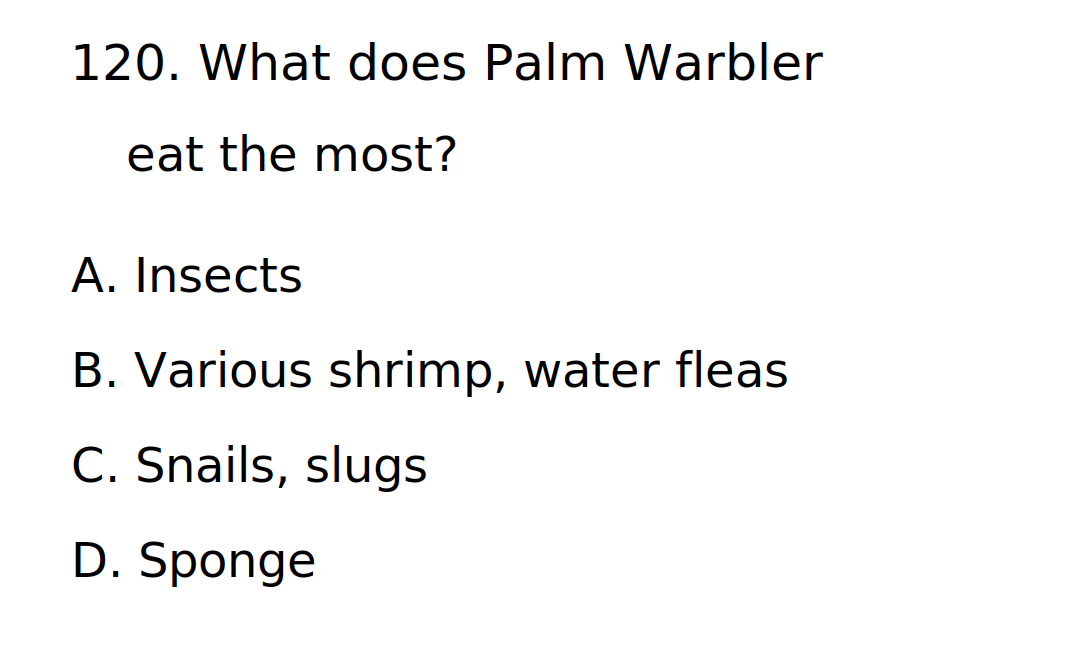 120. What does Palm Warbler
eat the most?
A. Insects
B. Various shrimp, water fleas
C. Snails, slugs
D. Sponge